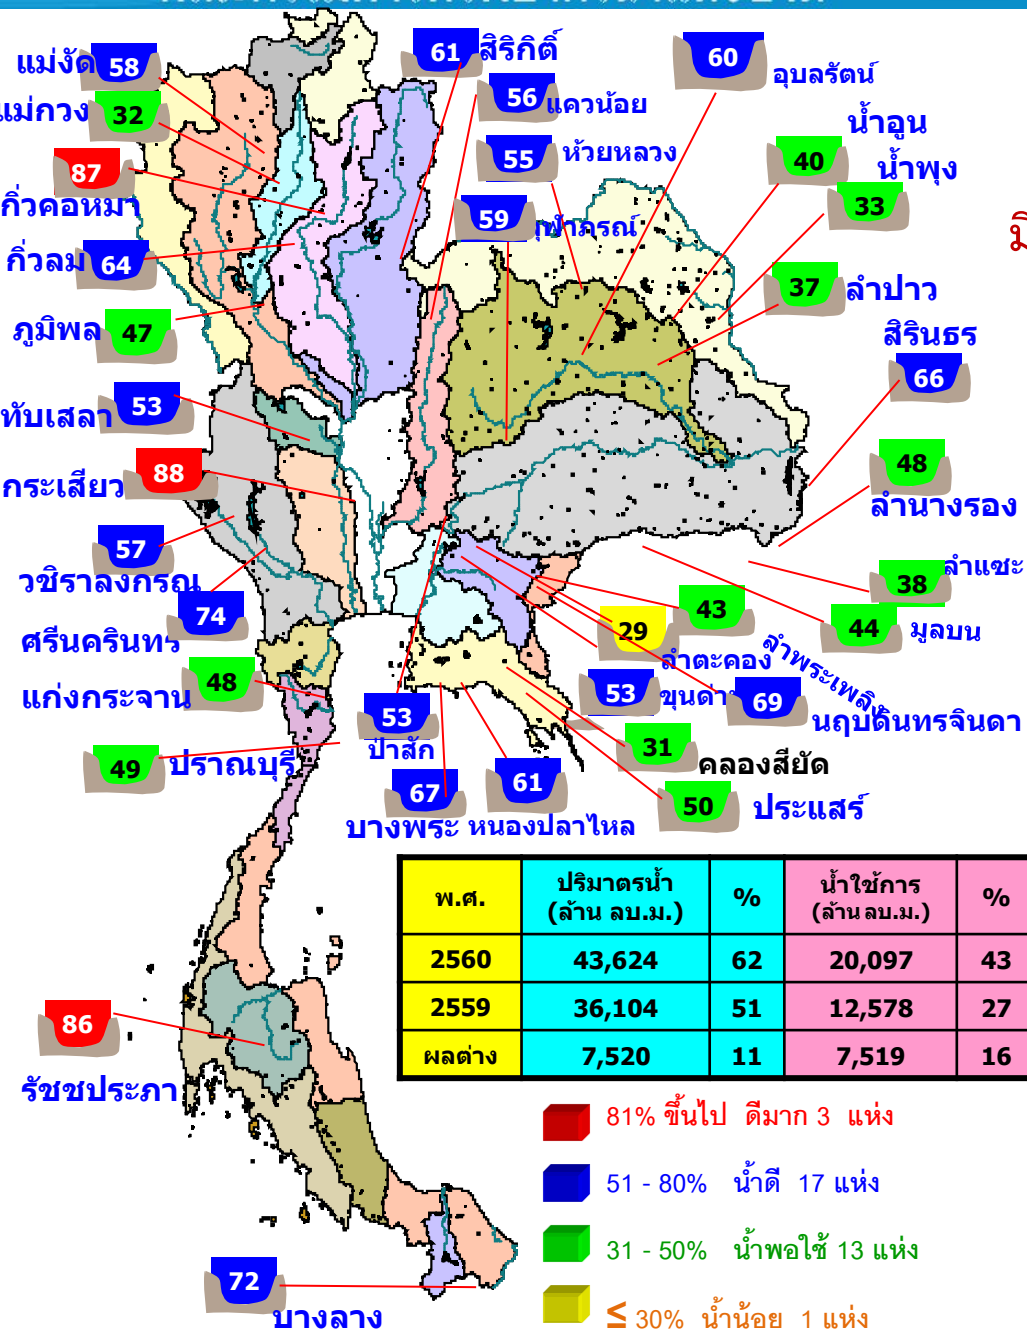 แม่งัด 58
แม่กวง 32
87
กิ่วคอหมา
กิ่วลม 64
ภูมิพล 47
ทับเสลา 53
กระเสียว 88
57
วชิราลงกรณ
74
ศรีนครินทร
แก่งกระจาน 48
49 ปราณบุรี
61 สิริกิติ์
56 แควน้อย
55 ห้วยหลวง
59 จุฬาภรณ์
60 อุบลรัตน์
น้ำอูน
40 น้ำพุง
33
มี
37 ลำปาว
สิรินธร
66
48
ลำนางรอง
38 ลำแซะ
44 มูลบน
43
29
ลำตะคอง
ลำพระเพลิง
53 ขุนด่าน
69 นฤบดินทรจินดา
53
ป่าสัก
31 คลองสียัด
50 ประแสร์
67 61
บางพระ หนองปลาไหล
พ.ศ. ปริมาตรน้ำ (ล้าน ลบ.ม.) % น้ำใช้การ (ล้าน ลบ.ม.) %
2560 43,624 62 20,097 43
2559 36,104 51 12,578 27
ผลต่าง 7,520 11 7,519 16
86
รัชชประภา
81% ขึ้นไป ดีมาก 3 แห่ง
51 - 80% น้ำดี 17 แห่ง
31 - 50% น้ำพอใช้ 13 แห่ง
≤ 30% น้ำน้อย 1 แห่ง
72
บางลาง